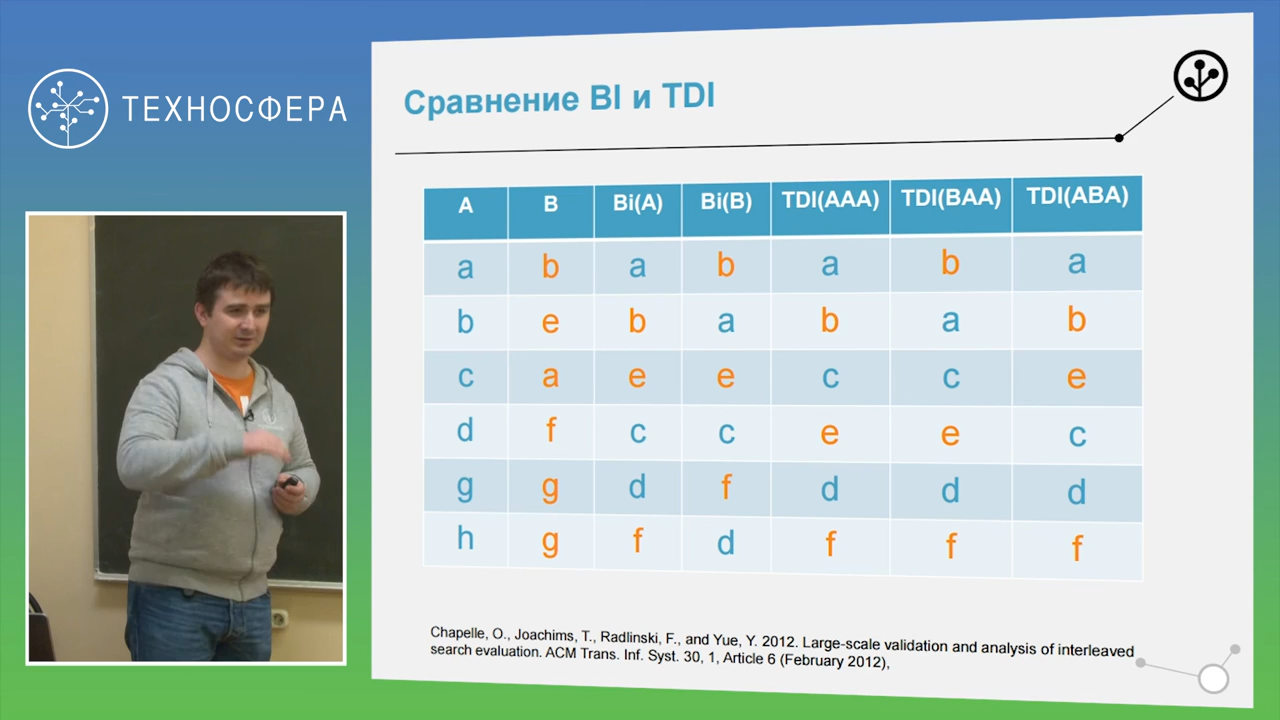 ТЕХНОСФЕРА
Сравнение BI и TDI
A B Bi(A) Bi(B) TDI(AAA) TDI(BAA) TDI(ABA)
a b a b a b a
b e b a b a b
c a e e c c e
d f c c e e c
g g d f d d d
h g f d f f f
Chapelle, O., Joachims, T., Radlinski, F., and Yue, Y. 2012. Large-scale validation and analysis of interleaved
search evaluation. ACM Trans. Inf. Syst. 30, 1, Article 6 (February 2012),